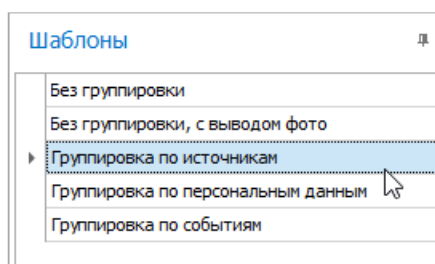 Шаблоны
Без группировки
Без группировки, с выводом фото
Группировка по источникам
Группировка по персональным данным
Группировка по событиям